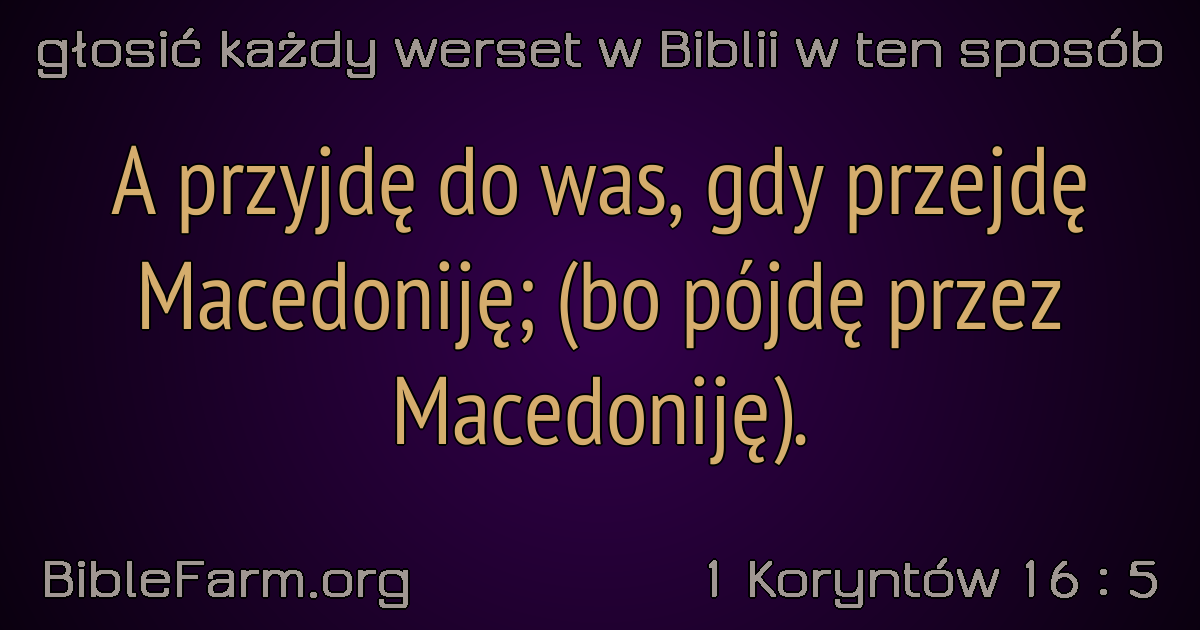 głosić każdy werset w Biblii w ten sposób
A przyjdę do was, gdy przejdę
Macedoniję; (bo pójdę przez
Macedoniję).
BibleFarm.org
1 Koryntów 16 : 5